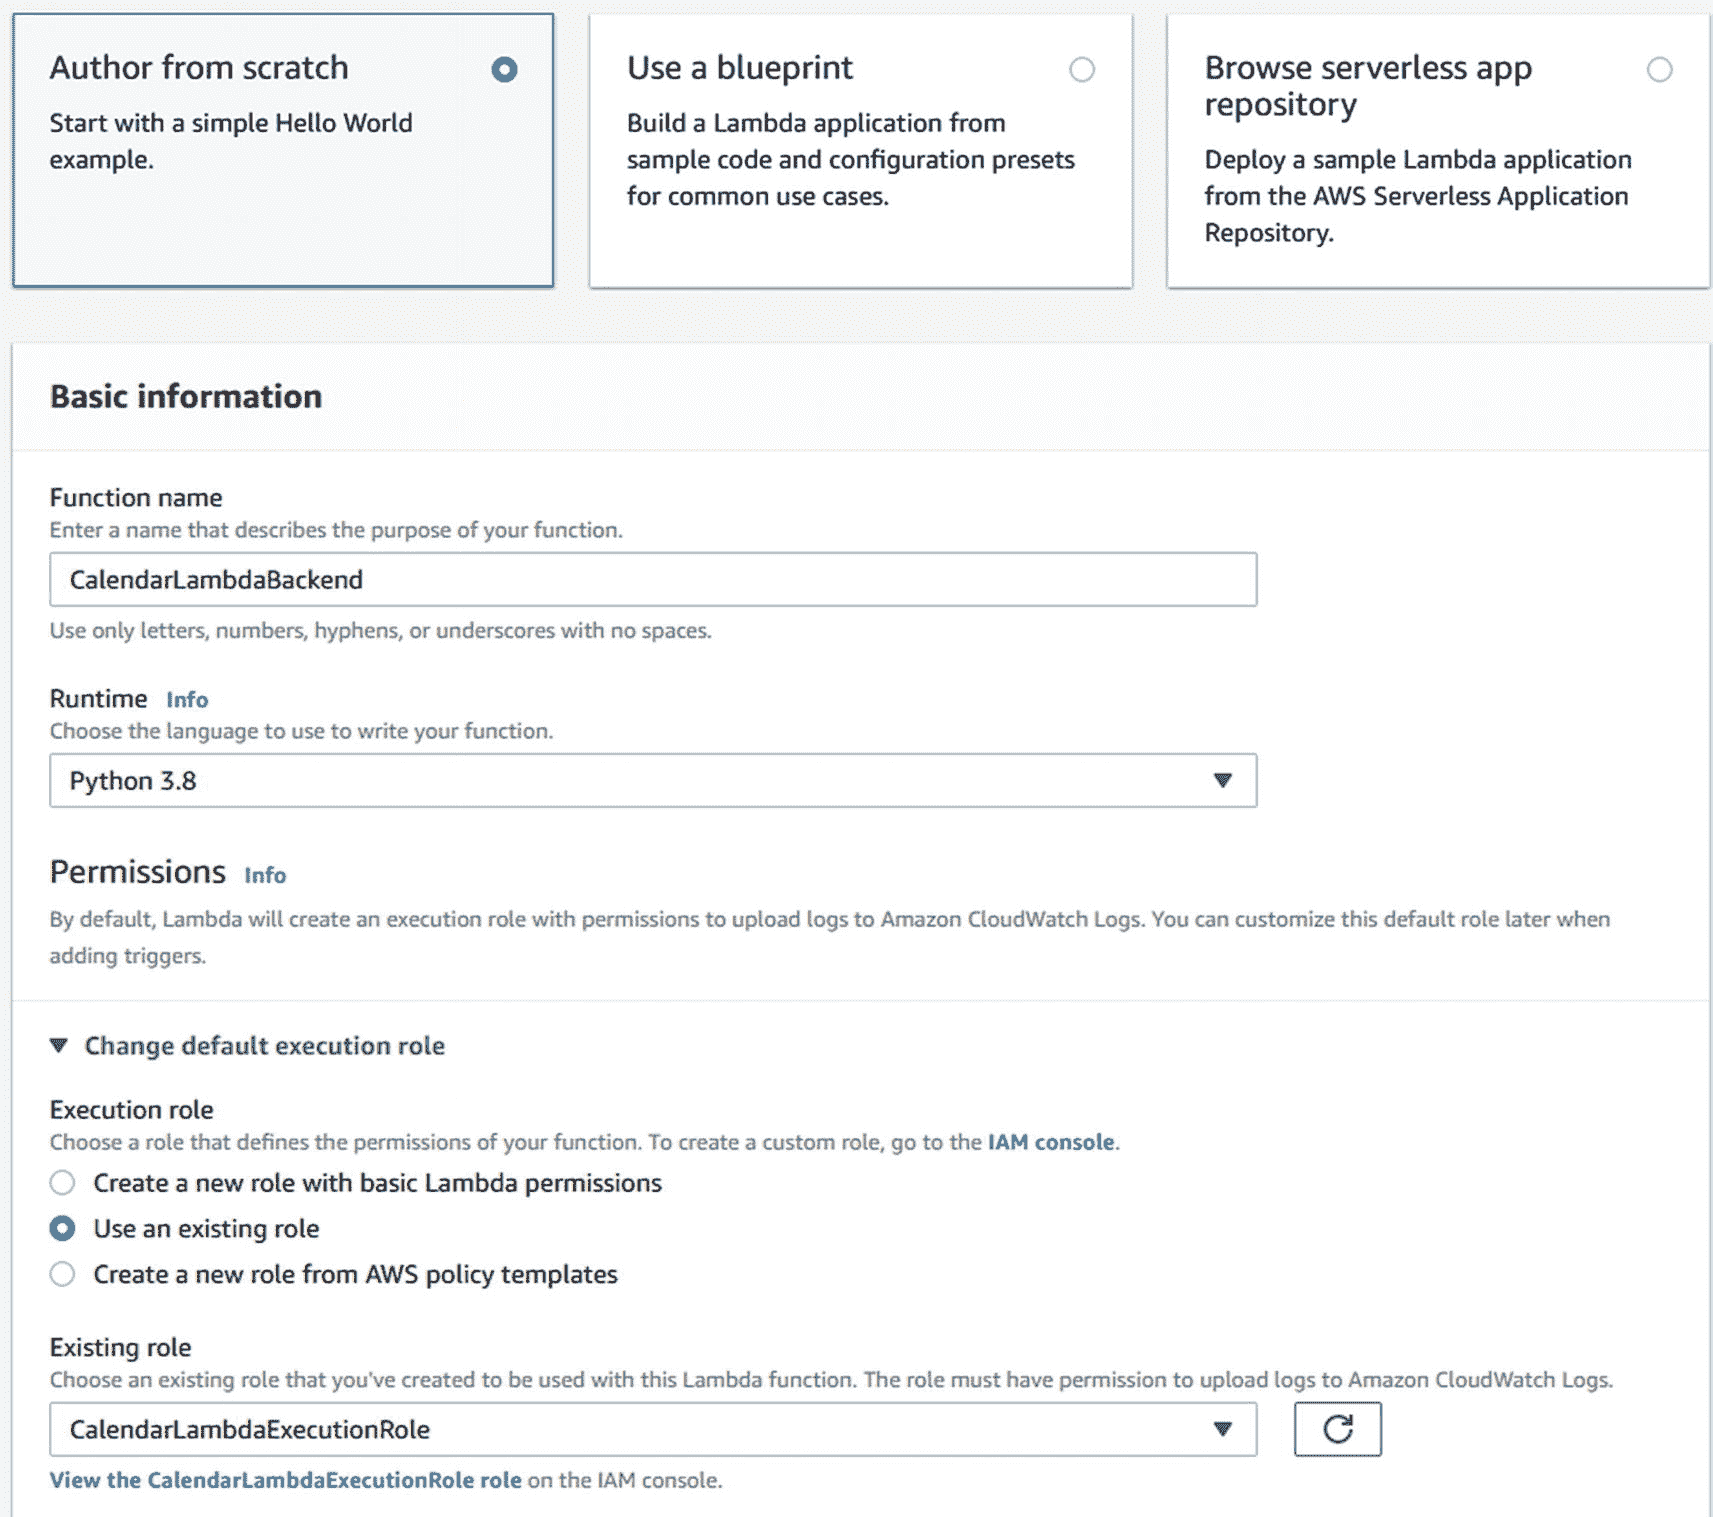 Author from scratch
Start with a simple Hello World
example.
Use a blueprint
Build a Lambda application from
sample code and configuration presets
for common use cases.
Browse serverless app
repository
Deploy a sample Lambda application
from the AWS Serverless Application
Repository.
Basic information
Function name
Enter a name that describes the purpose of your function.
CalendarLambdaBackend
Use only letters, numbers, hyphens, or underscores with no spaces.
Runtime Info
Choose the language to use to write your function.
Python 3.8
Permissions Info
By default, Lambda will create an execution role with permissions to upload logs to Amazon CloudWatch Logs. You can customize this default role later when
adding triggers.
Change default execution role
Execution role
Choose a role that defines the permissions of your function. To create a custom role, go to the IAM console.
Create a new role with basic Lambda permissions
Use an existing role
Create a new role from AWS policy templates
Existing role
Choose an existing role that you've created to be used with this Lambda function. The role must have permission to upload logs to Amazon CloudWatch Logs.
CalendarLambdaExecutionRole
View the CalendarLambdaExecutionRole role on the IAM console.